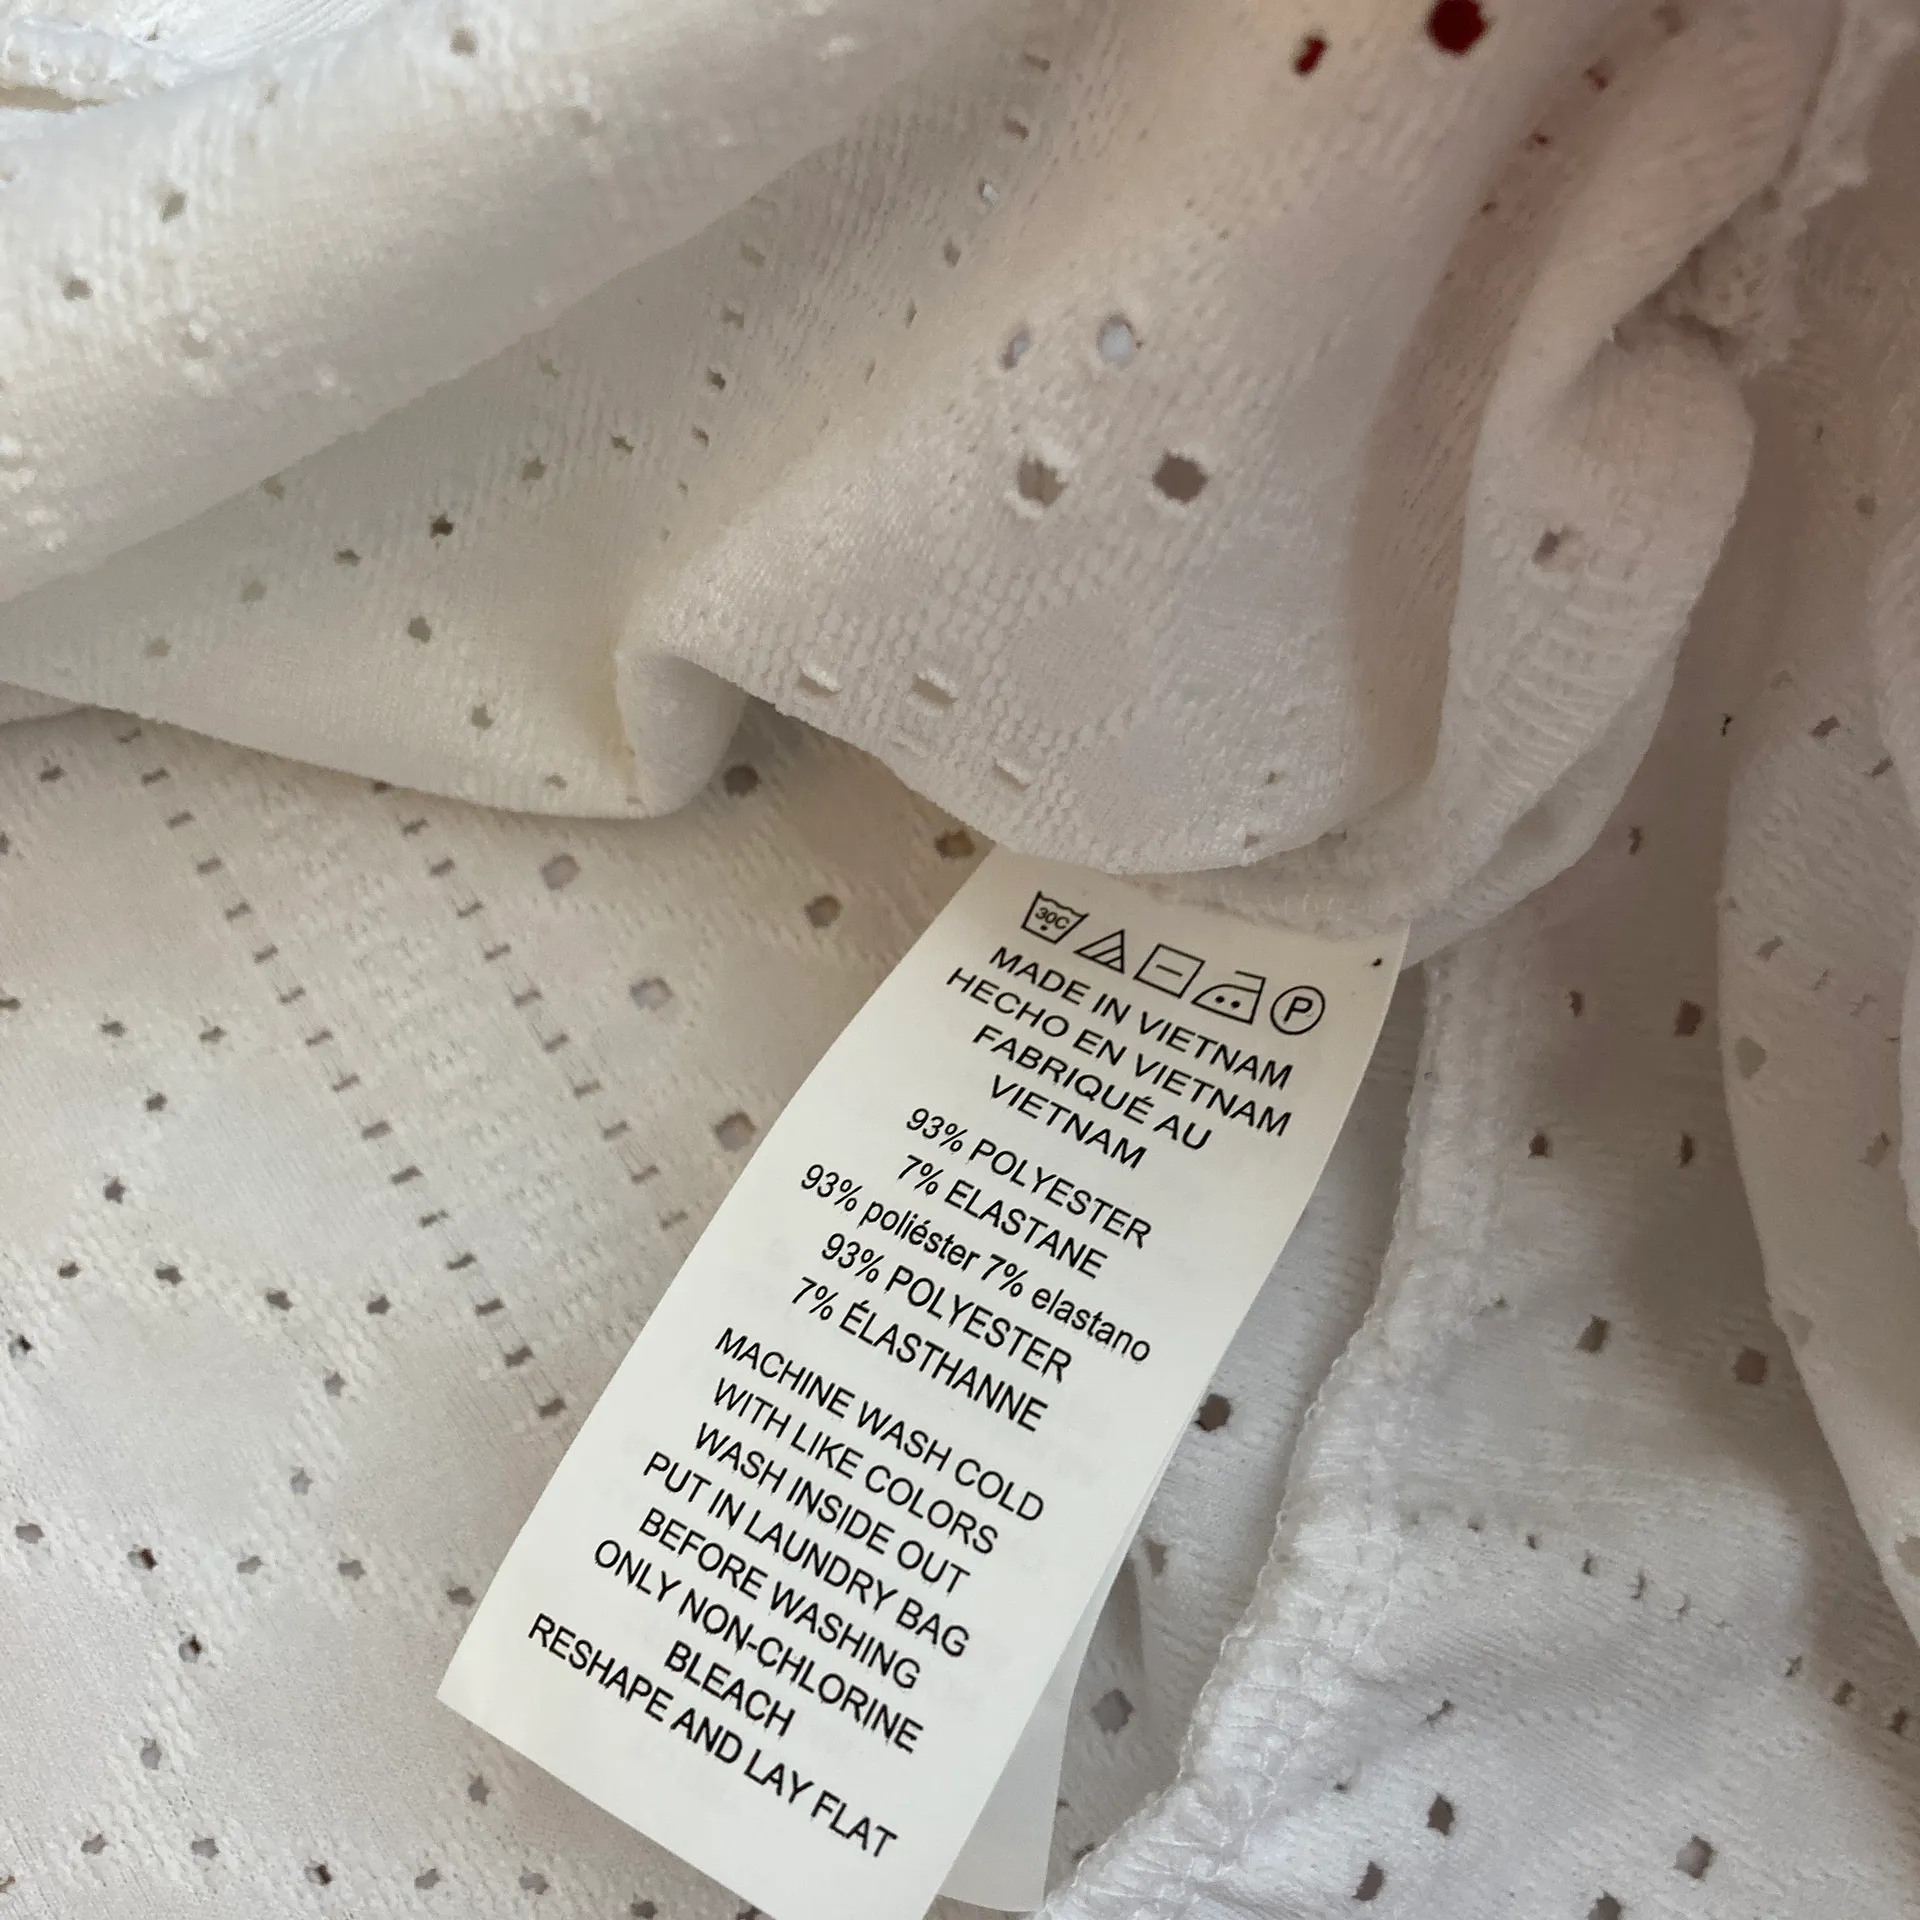 30C P
MADE IN VIETNAM
HECHO EN VIETNAM
FABRIQUÉ AU
VIETNAM
93% POLYESTER
7% ELASTANE
93% poliéster 7% elastano
93% POLYESTER
7% ÉLASTHANNE
MACHINE WASH COLD
WITH LIKE COLORS
WASH INSIDE OUT
PUT IN LAUNDRY BAG
BEFORE WASHING
ONLY NON-CHLORINE
BLEACH
RESHAPE AND LAY FLAT